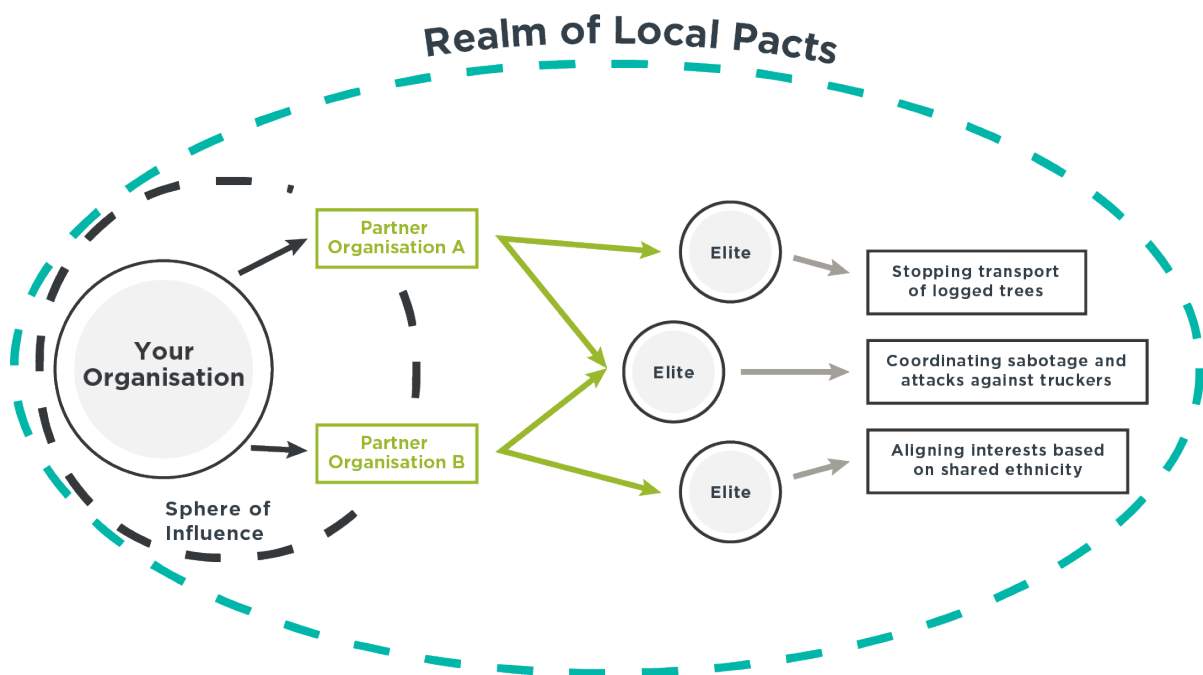 Realm of Local Pacts
Partner
Organisation A
Elite
Stopping transport
of logged trees
Your
Organisation
Elite
Coordinating sabotage and
attacks against truckers
Partner
Organisation B
Elite
Aligning interests based
on shared ethnicity
Sphere of
Influence